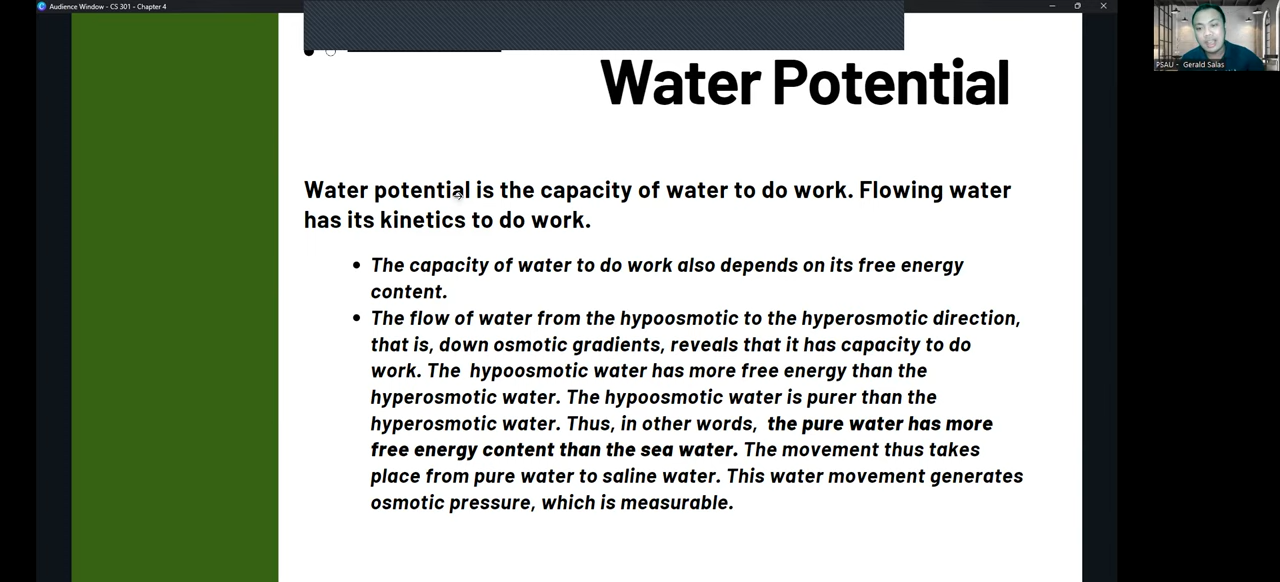 Audience Window - CS 301 - Chapter 4
PSAU - Gerald Salas
Water Potential
Water potential is the capacity of water to do work. Flowing water
has its kinetics to do work.
• The capacity of water to do work also depends on its free energy
content.
• The flow of water from the hypoosmotic to the hyperosmotic direction,
that is, down osmotic gradients, reveals that it has capacity to do
work. The hypoosmotic water has more free energy than the
hyperosmotic water. The hypoosmotic water is purer than the
hyperosmotic water. Thus, in other words, the pure water has more
free energy content than the sea water. The movement thus takes
place from pure water to saline water. This water movement generates
osmotic pressure, which is measurable.